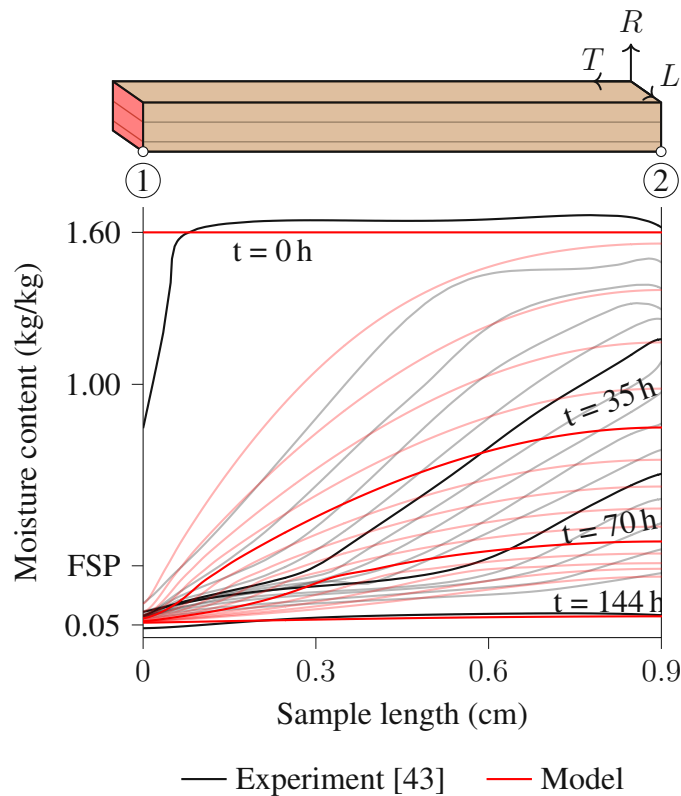 R
T
L
1
2
1.60
t = 0 h
Moisture content (kg/kg)
1.00
t = 35 h
FSP
t = 70 h
0.05
t = 144 h
0
0.3
0.6
0.9
Sample length (cm)
Experiment [43]
Model